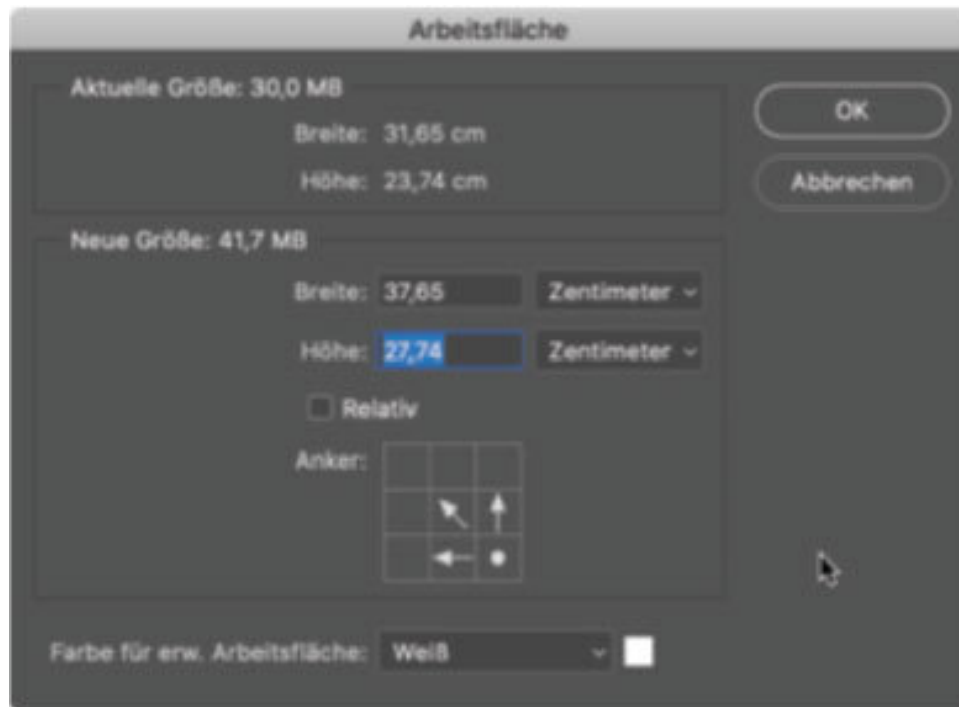 Arbeitsfläche
Aktuelle Größe: 30,0 MB
OK
Breite: 31,65 cm
Höhe: 23,74 cm
Abbrechen
Neue Größe: 41,7 MB
Breite: 37,65 Zentimeter
Höhe: 27,74 Zentimeter
Relativ
Anker:
Farbe für erw. Arbeitsfläche: Weiß